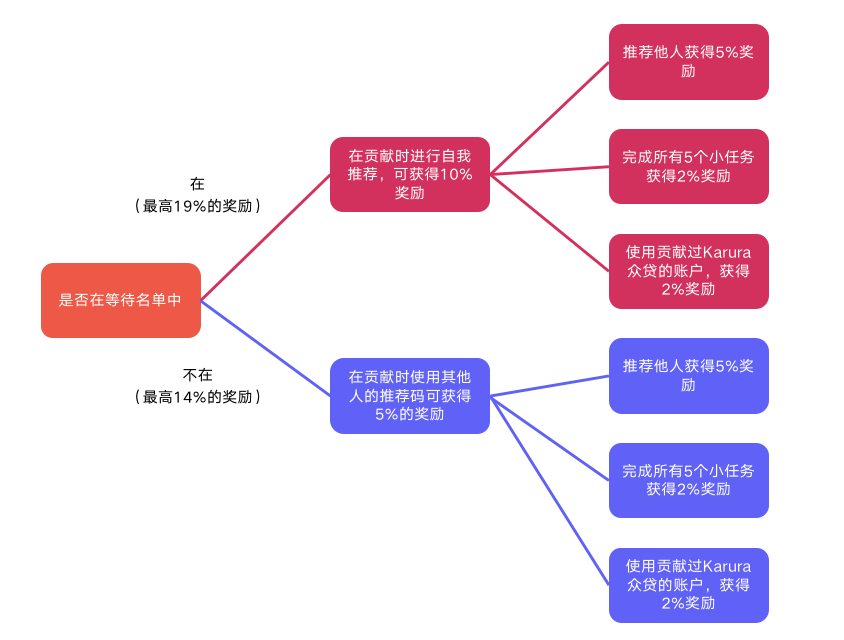 是否在等待名单中
在
（最高19%的奖励）
在贡献时进行自我
推荐，可获得10%
奖励
推荐他人获得5%奖
励
完成所有5个小任务
获得2%奖励
使用贡献过Karura
众贷的账户，获得
2%奖励
不在
（最高14%的奖励）
在贡献时使用其他
人的推荐码可获得
5%的奖励
推荐他人获得5%奖
励
完成所有5个小任务
获得2%奖励
使用贡献过Karura
众贷的账户，获得
2%奖励